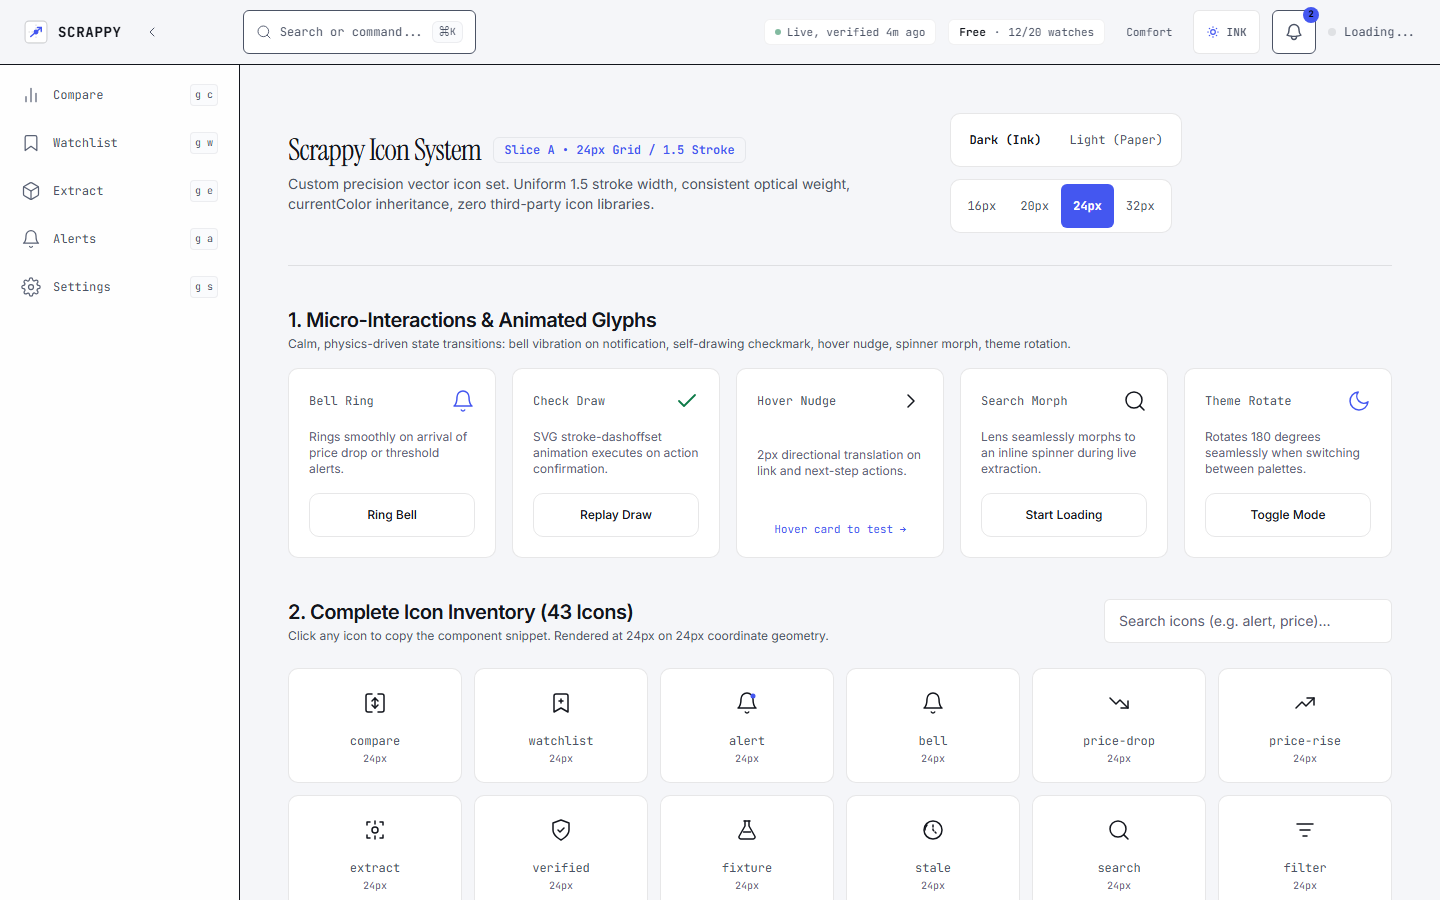 SCRAPPY
Search or command... ⌘K
Live, verified 4m ago
Free · 12/20 watches
Comfort
INK
2
Loading...
Compare g c
Watchlist g w
Extract g e
Alerts g a
Settings g s
Scrappy Icon System
Slice A • 24px Grid / 1.5 Stroke
Custom precision vector icon set. Uniform 1.5 stroke width, consistent optical weight,
currentColor inheritance, zero third-party icon libraries.
Dark (Ink) Light (Paper)
16px 20px 24px 32px
1. Micro-Interactions & Animated Glyphs
Calm, physics-driven state transitions: bell vibration on notification, self-drawing checkmark, hover nudge, spinner morph, theme rotation.
Bell Ring
Rings smoothly on arrival of
price drop or threshold
alerts.
Ring Bell
Check Draw
SVG stroke-dashoffset
animation executes on action
confirmation.
Replay Draw
Hover Nudge
2px directional translation on
link and next-step actions.
Hover card to test →
Search Morph
Lens seamlessly morphs to
an inline spinner during live
extraction.
Start Loading
Theme Rotate
Rotates 180 degrees
seamlessly when switching
between palettes.
Toggle Mode
2. Complete Icon Inventory (43 Icons)
Click any icon to copy the component snippet. Rendered at 24px on 24px coordinate geometry.
Search icons (e.g. alert, price)...
compare
24px
watchlist
24px
alert
24px
bell
24px
price-drop
24px
price-rise
24px
extract
24px
verified
24px
fixture
24px
stale
24px
search
24px
filter
24px